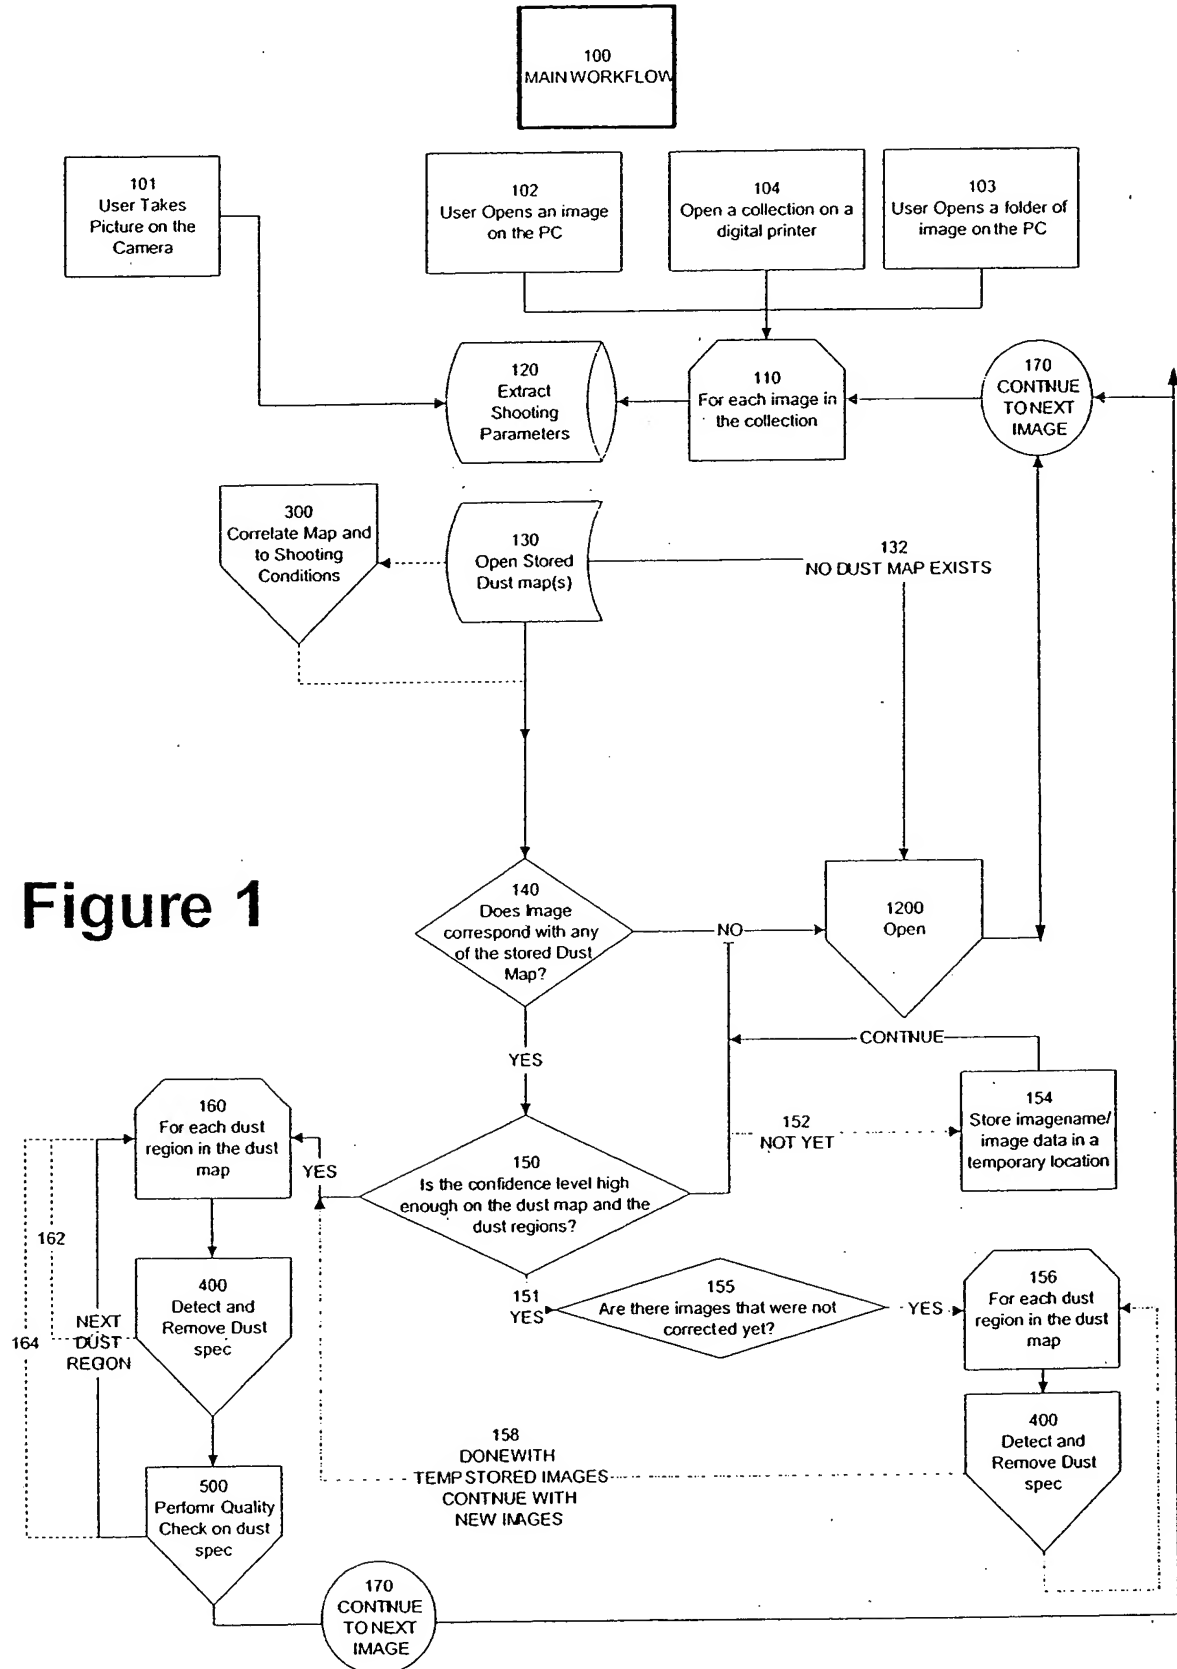 100
MAIN WORKFLOW
101
User Takes
Picture on the
Camera
102
User Opens an image
on the PC
104
Open a collection on a
digital printer
103
User Opens a folder of
image on the PC
120
Extract
Shooting
Parameters
110
For each image in
the collection
170
CONTNUE
TO NEXT
IMAGE
300
Correlate Map and
to Shooting
Conditions
130
Open Stored
Dust map(s)
132
NO DUST MAP EXISTS
Figure 1
140
Does Image
correspond with any
of the stored Dust
Map?
NO
1200
Open
YES
CONTNUE
160
For each dust
region in the dust
map
YES
150
Is the confidence level high
enough on the dust map and the
dust regions?
152
NOT YET
154
Store imagename/
image data in a
temporary location
162
164
NEXT
DUST
REGION
400
Detect and
Remove Dust
spec
151
YES
155
Are there images that were not
corrected yet?
YES
156
For each dust
region in the dust
map
400
Detect and
Remove Dust
spec
158
DONEWITH
TEMPSTORED IMAGES
CONTNUE WITH
NEW IMAGES
500
Perfomr Quality
Check on dust
spec
170
CONTNUE
TO NEXT
IMAGE